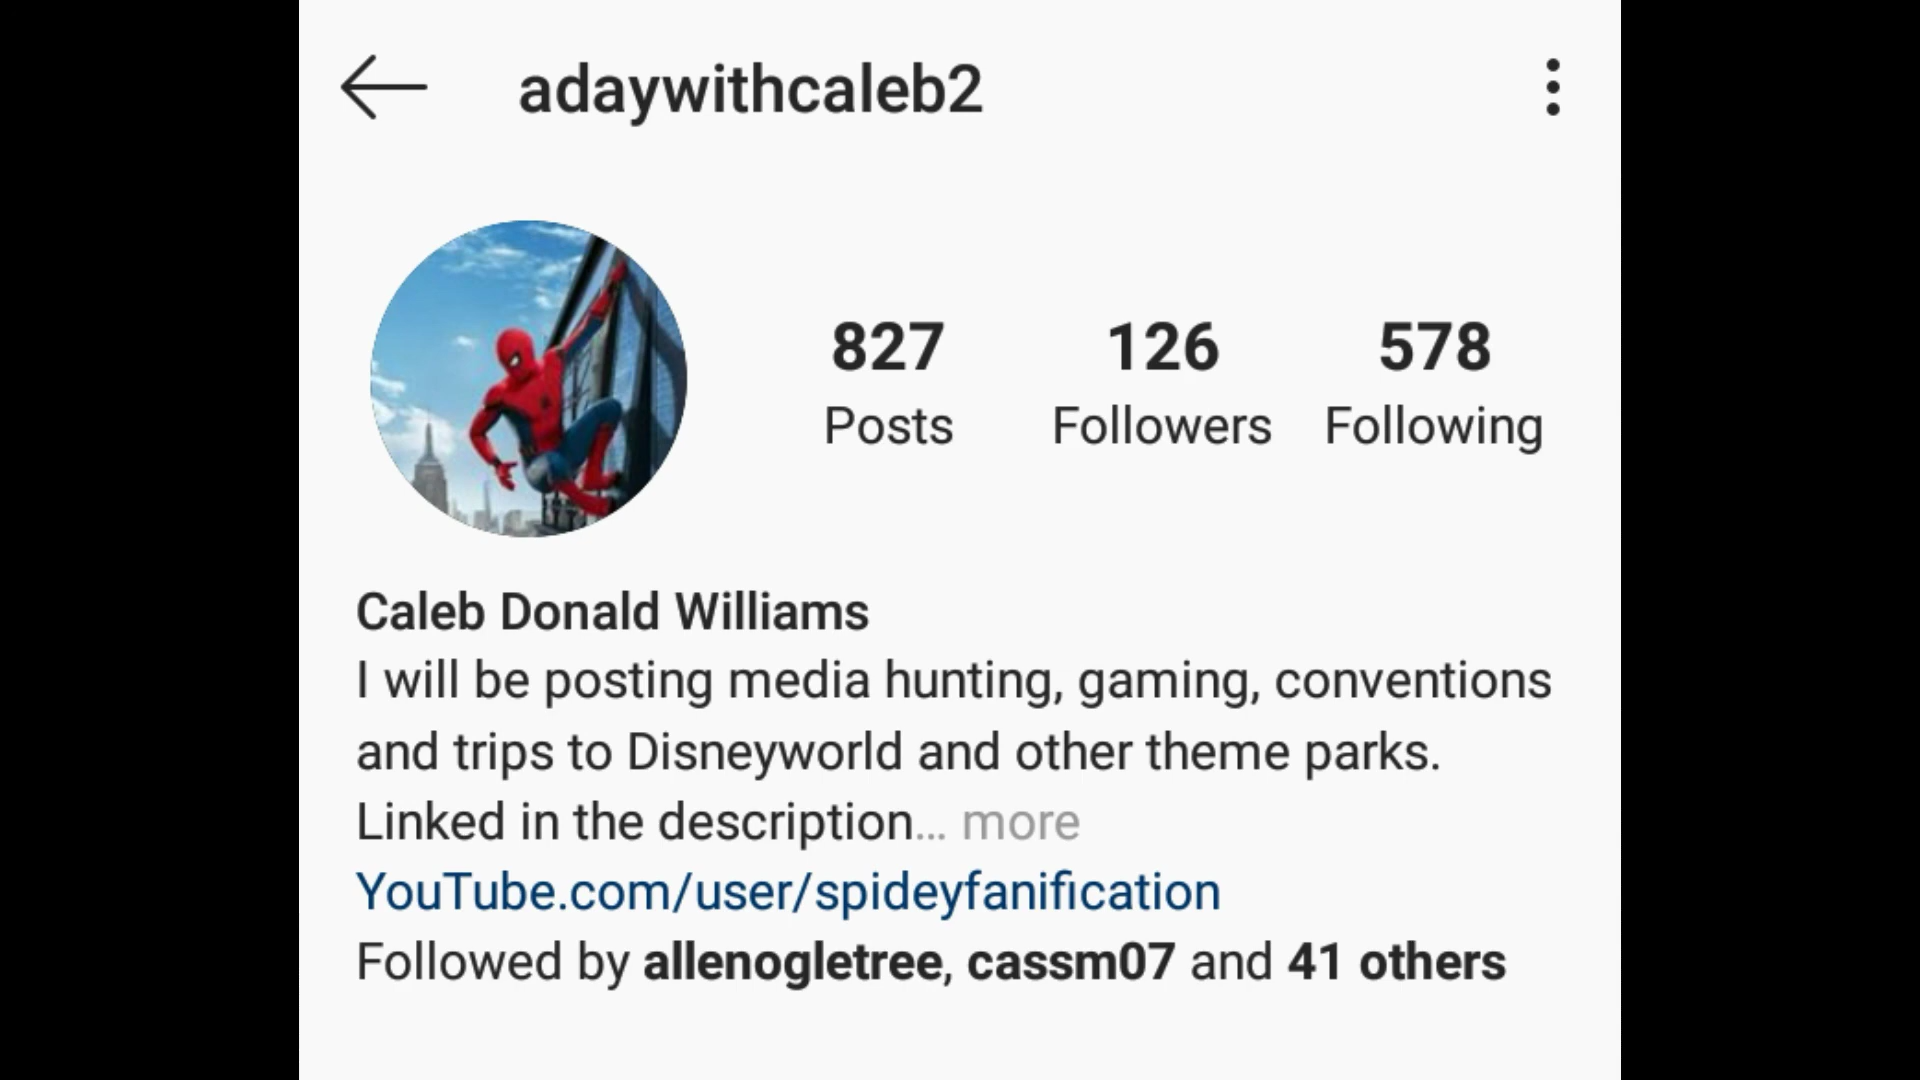 adaywithcaleb2
827 126 578
Posts Followers Following
Caleb Donald Williams
I will be posting media hunting, gaming, conventions
and trips to Disneyworld and other theme parks.
Linked in the description... more
YouTube.com/user/spideyfanification
Followed by allenogletree, cassm07 and 41 others